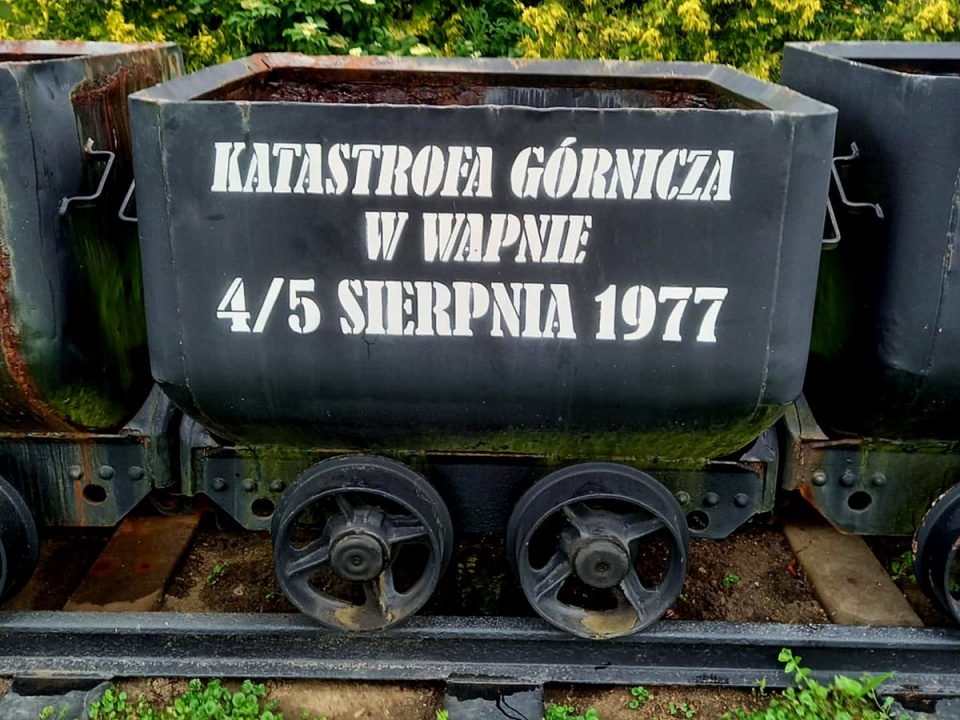 KATASTROFA GÓRNICZA
W WAPNIE
4/5 SIERPNIA 1977